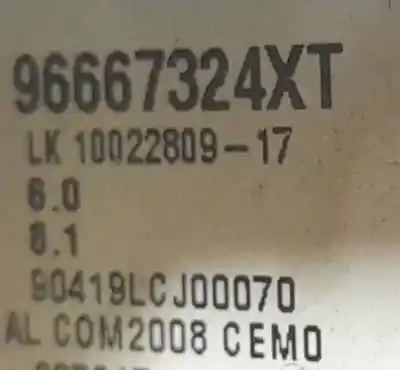 96667324XT
LK 10022809-17
6.0
6.1
90419LCJ00070
AL COM2008 CEMO